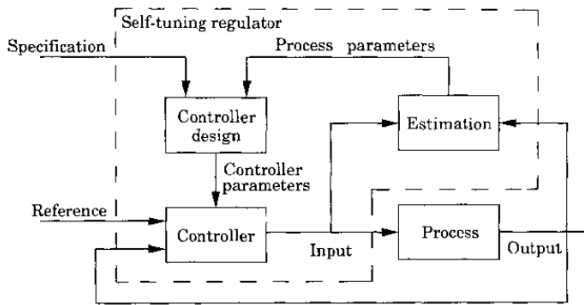 Self-tuning regulator
Specification
Process parameters
Controller
design
Estimation
Controller
parameters
Reference
Controller
Process
Input
Output